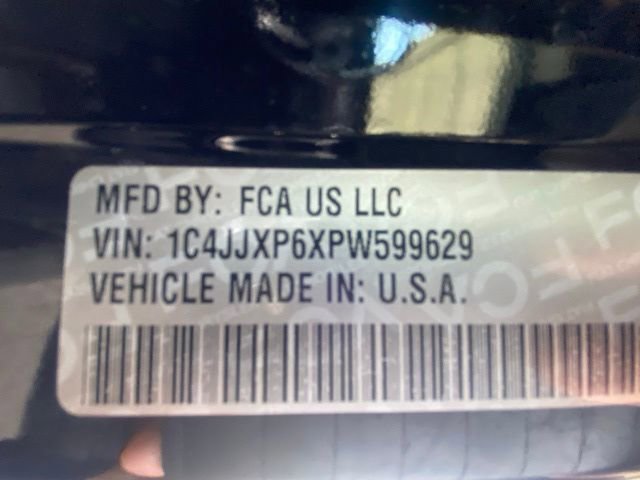 MFD BY: FCA US LLC
VIN: 1C4JJXP6XPW599629
VEHICLE MADE IN: U.S.A.